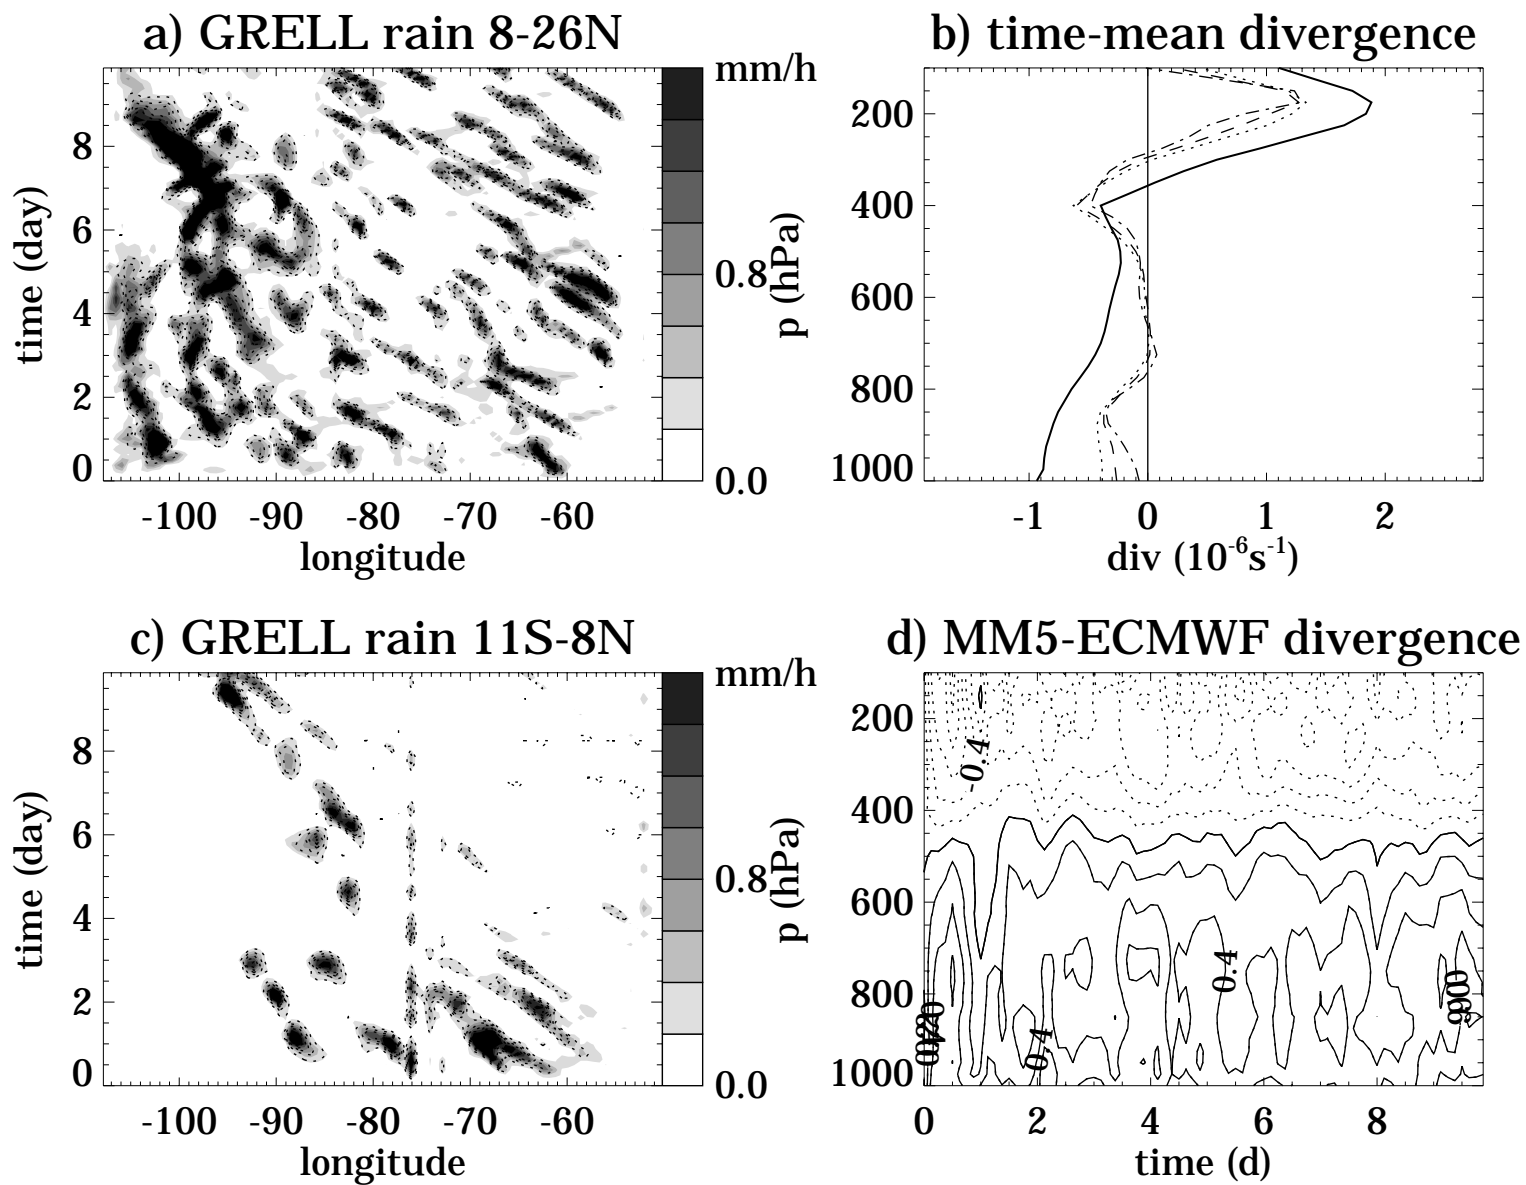 a) GRELL rain 8-26N
mm/h
8
6
4
2
0
time (day)
0.8
0.0
-100 -90 -80 -70 -60
longitude
b) time-mean divergence
200
400
600
800
1000
p (hPa)
-1 0 1 2
div (10⁻⁶s⁻¹)
c) GRELL rain 11S-8N
mm/h
8
6
4
2
0
time (day)
0.8
0.0
-100 -90 -80 -70 -60
longitude
d) MM5-ECMWF divergence
200
400
600
800
1000
p (hPa)
-0.4
0.4
0.4
0 2 4 6 8
time (d)